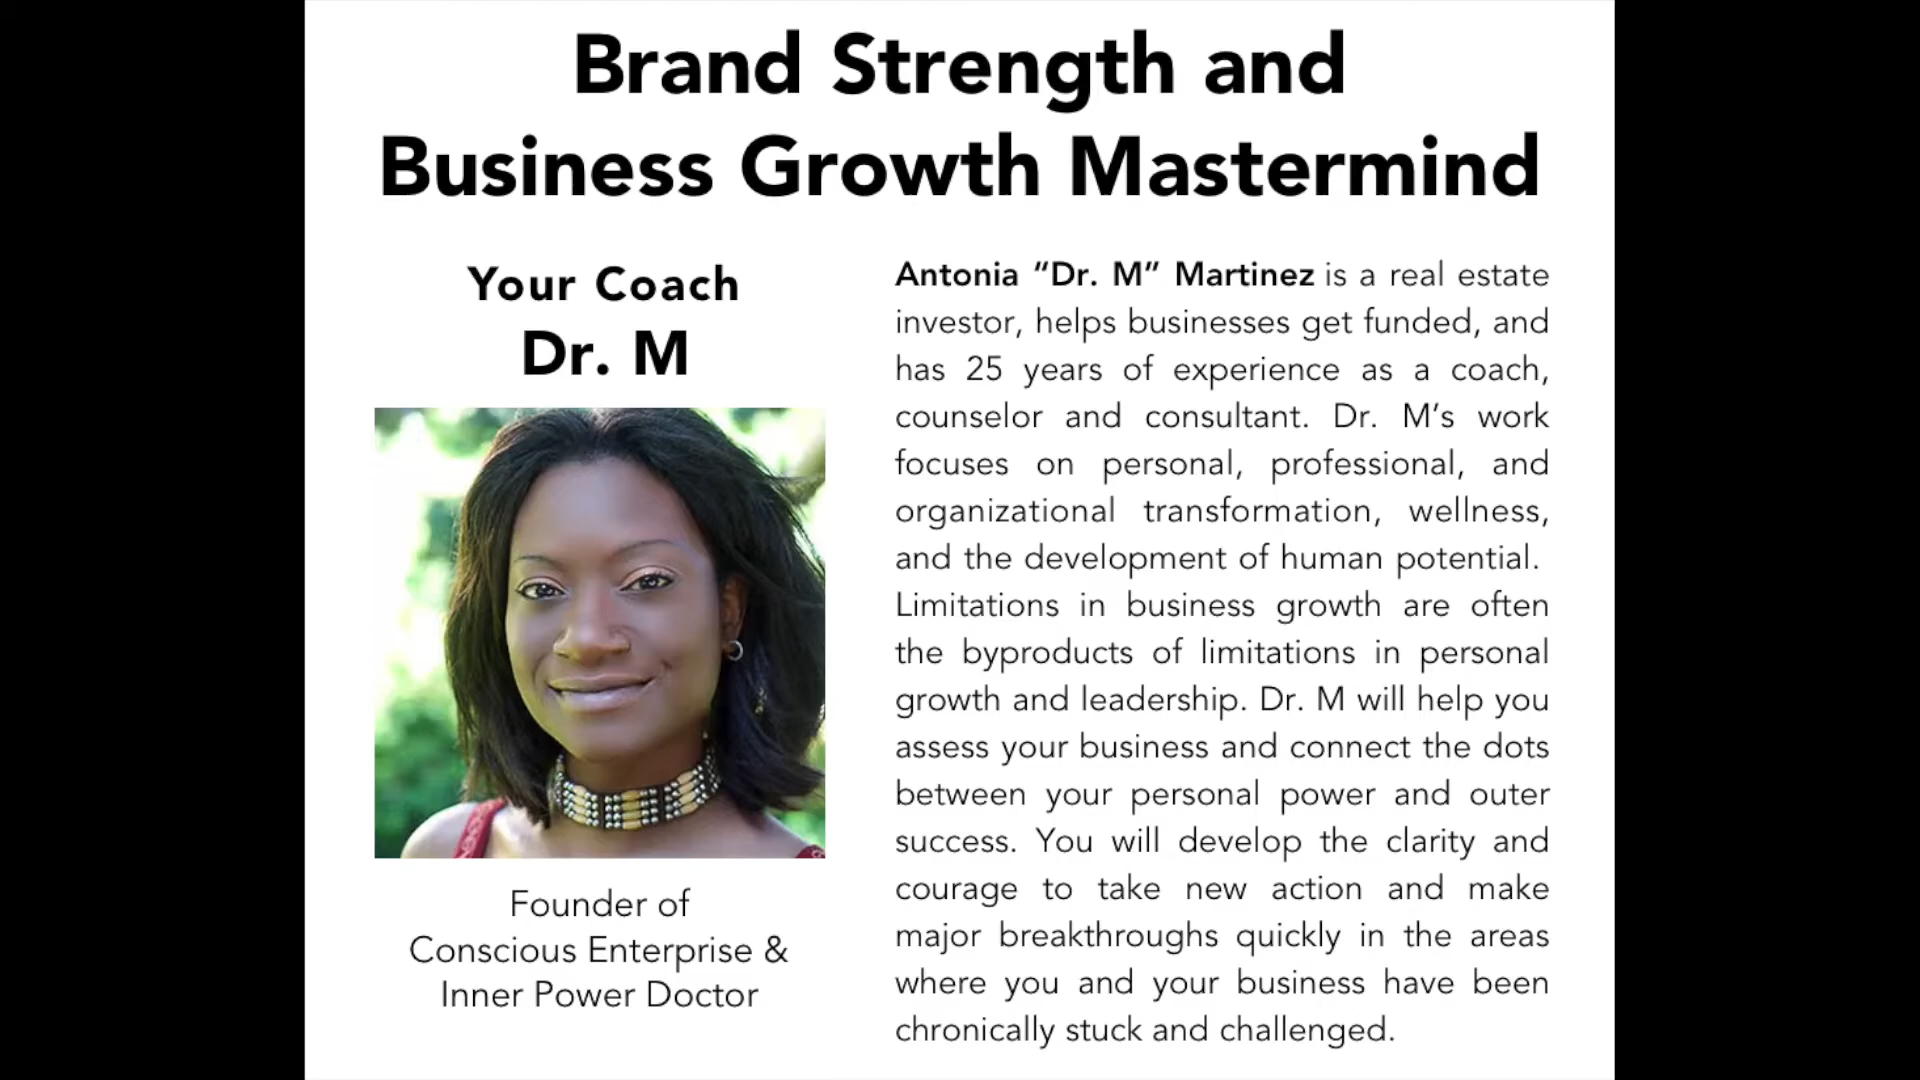 Brand Strength and
Business Growth Mastermind
Your Coach
Dr. M
Founder of
Conscious Enterprise &
Inner Power Doctor
Antonia “Dr. M” Martinez is a real estate
investor, helps businesses get funded, and
has 25 years of experience as a coach,
counselor and consultant. Dr. M’s work
focuses on personal, professional, and
organizational transformation, wellness,
and the development of human potential.
Limitations in business growth are often
the byproducts of limitations in personal
growth and leadership. Dr. M will help you
assess your business and connect the dots
between your personal power and outer
success. You will develop the clarity and
courage to take new action and make
major breakthroughs quickly in the areas
where you and your business have been
chronically stuck and challenged.